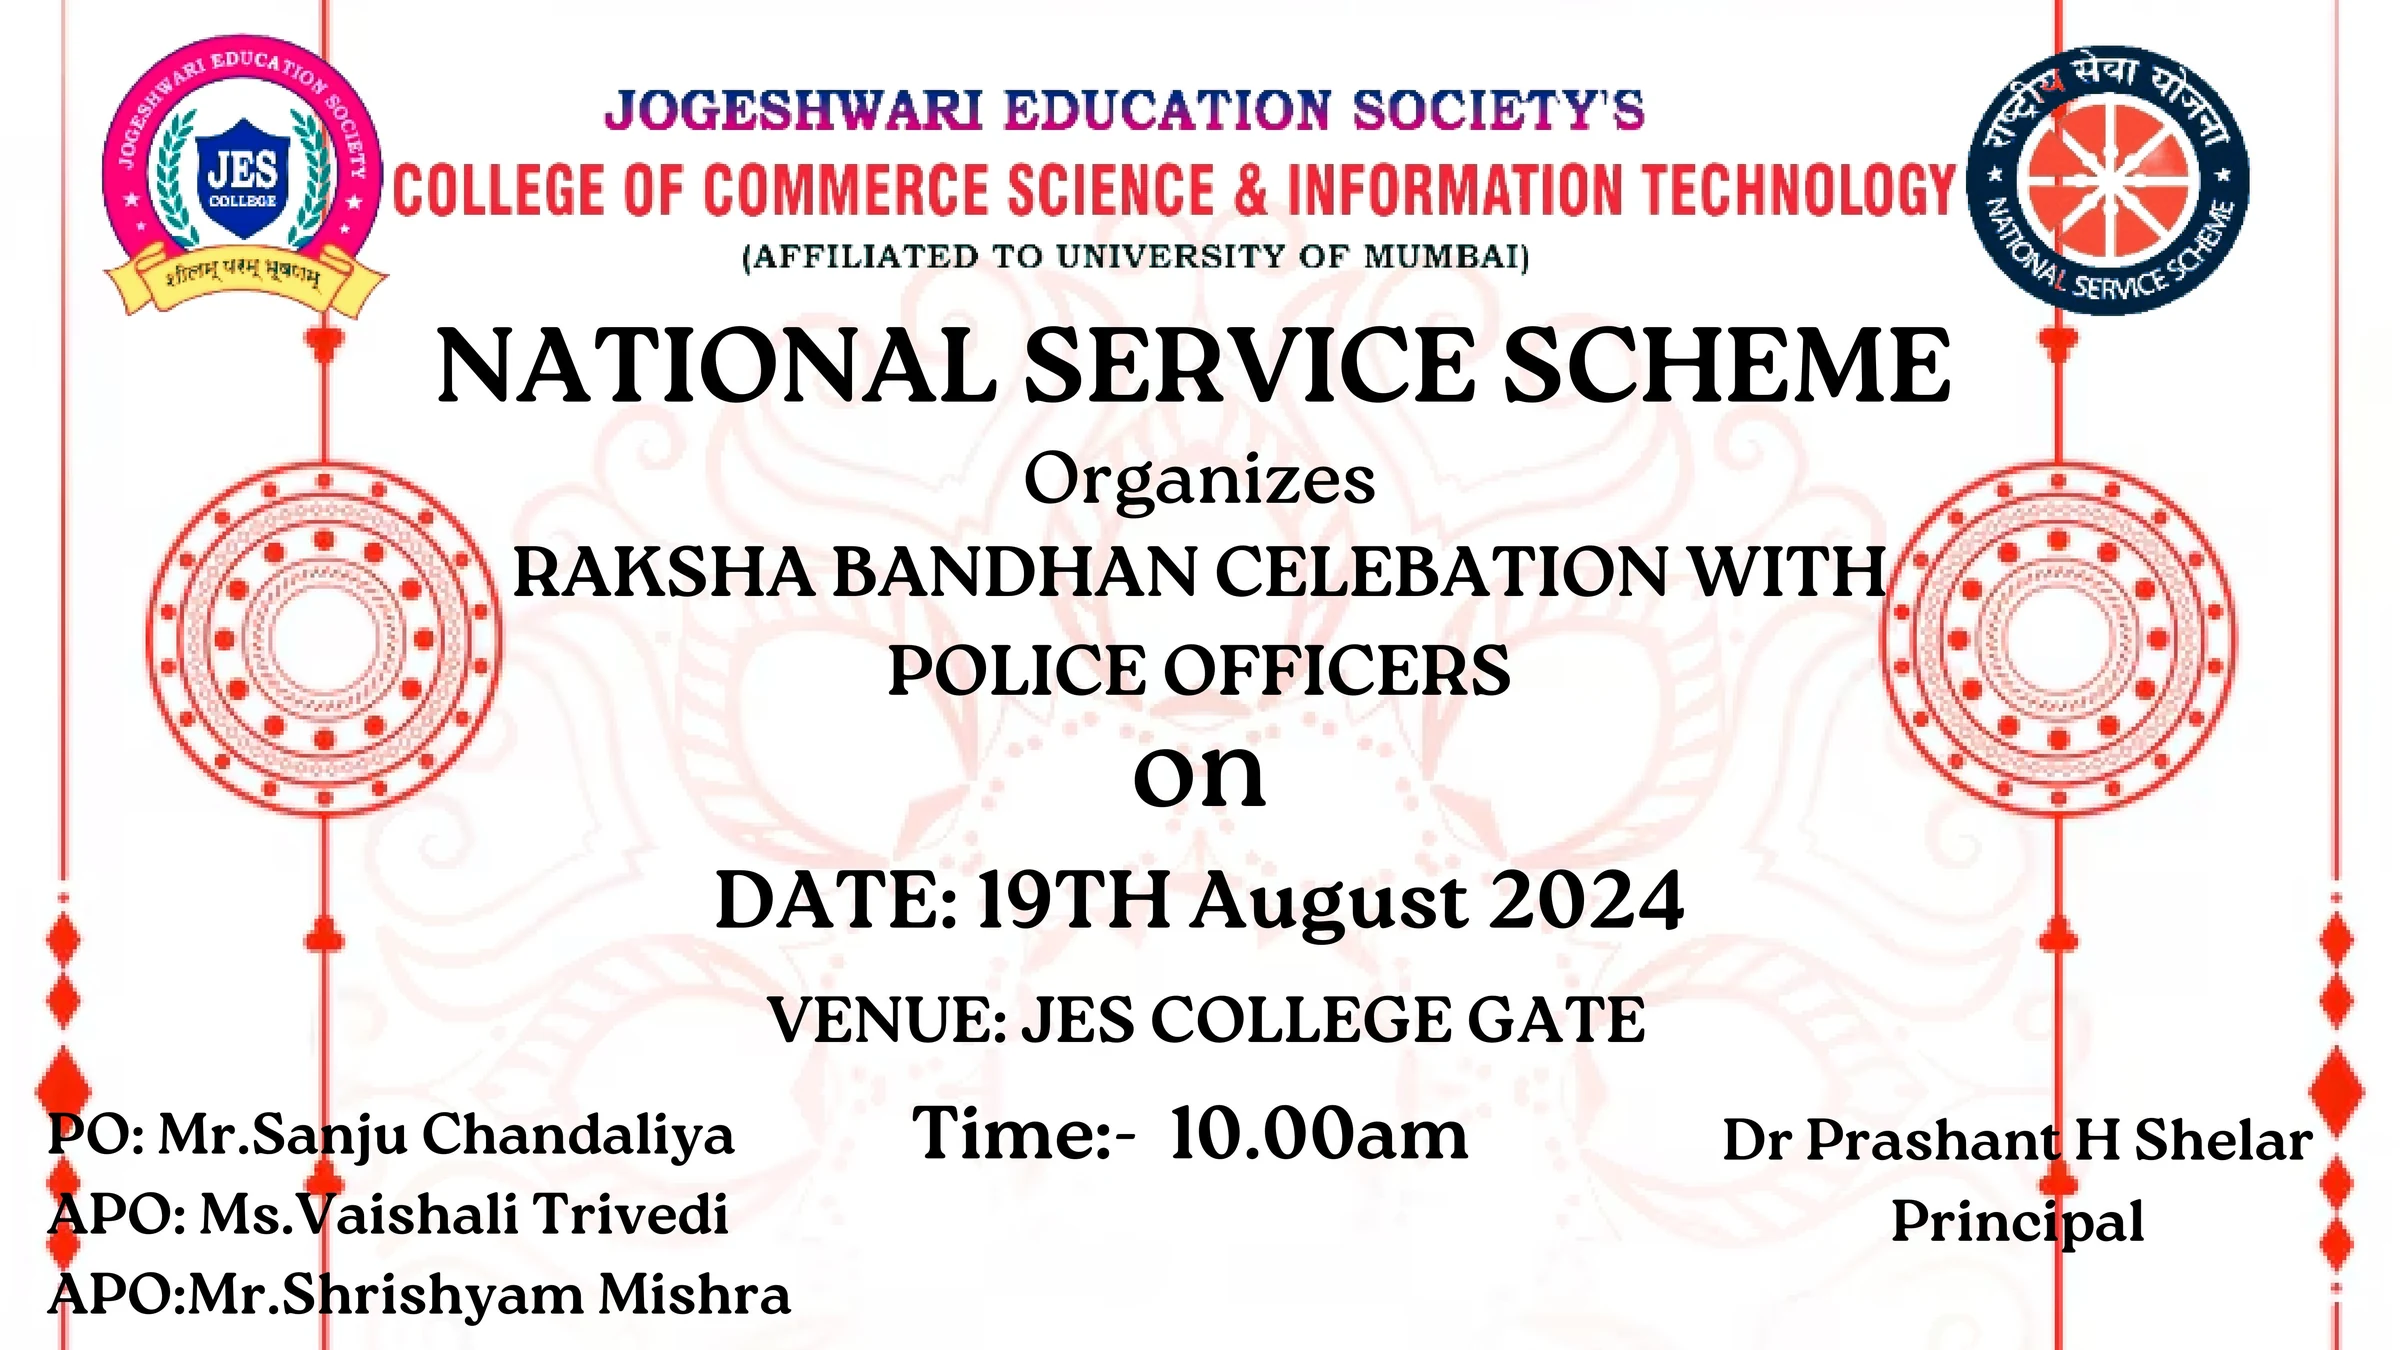 JOGESHWARI EDUCATION SOCIETY
JES
COLLEGE
शीलम् परम् भूषणम्
JOGESHWARI EDUCATION SOCIETY'S
COLLEGE OF COMMERCE SCIENCE & INFORMATION TECHNOLOGY
(AFFILIATED TO UNIVERSITY OF MUMBAI)
राष्ट्रीय सेवा योजना
NATIONAL SERVICE SCHEME
NATIONAL SERVICE SCHEME
Organizes
RAKSHA BANDHAN CELEBATION WITH
POLICE OFFICERS
on
DATE: 19TH August 2024
VENUE: JES COLLEGE GATE
Time:- 10.00am
PO: Mr.Sanju Chandaliya
APO: Ms.Vaishali Trivedi
APO:Mr.Shrishyam Mishra
Dr Prashant H Shelar
Principal